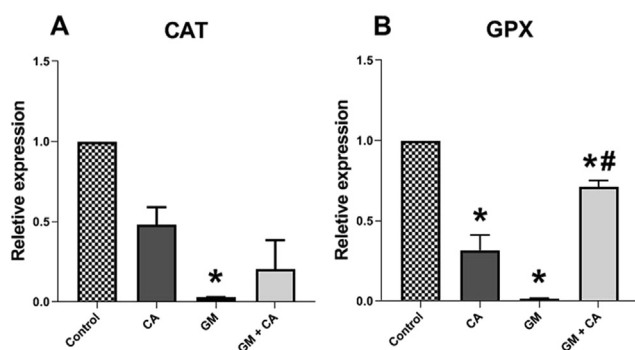 A
CAT
Reletive expression
1.5
1.0
0.5
0.0
*
Control
CA
GM
GM + CA
B
GPX
Reletive expression
1.5
1.0
0.5
0.0
*
*
*#
Control
CA
GM
GM + CA